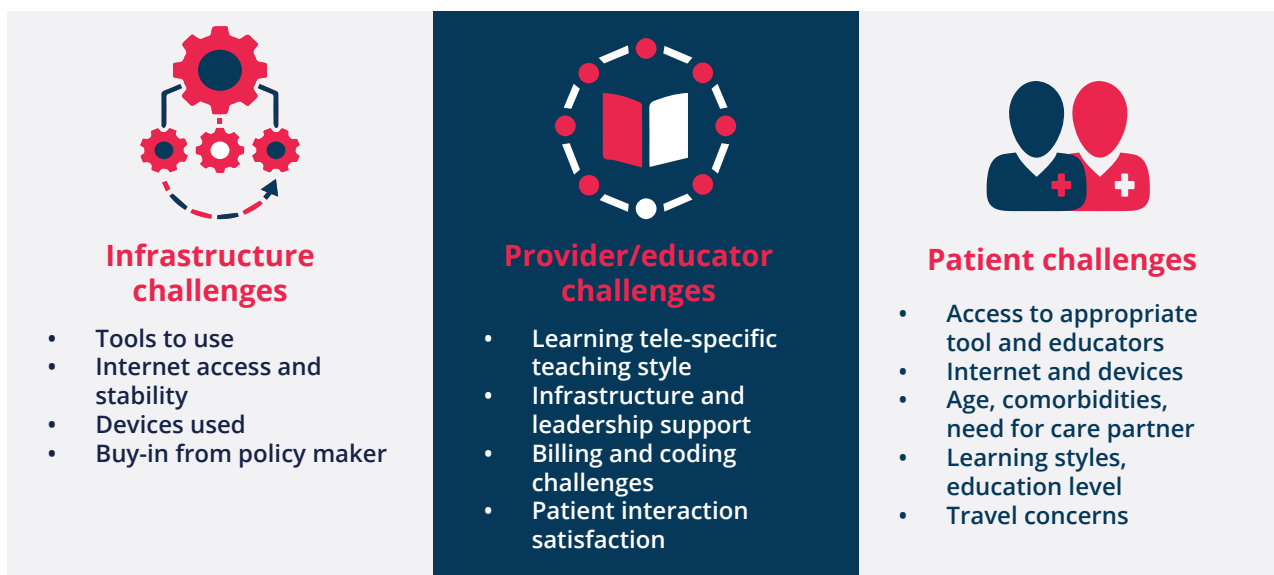 Infrastructure
challenges
• Tools to use
• Internet access and
stability
• Devices used
• Buy-in from policy maker
Provider/educator
challenges
• Learning tele-specific
teaching style
• Infrastructure and
leadership support
• Billing and coding
challenges
• Patient interaction
satisfaction
Patient challenges
• Access to appropriate
tool and educators
• Internet and devices
• Age, comorbidities,
need for care partner
• Learning styles,
education level
• Travel concerns